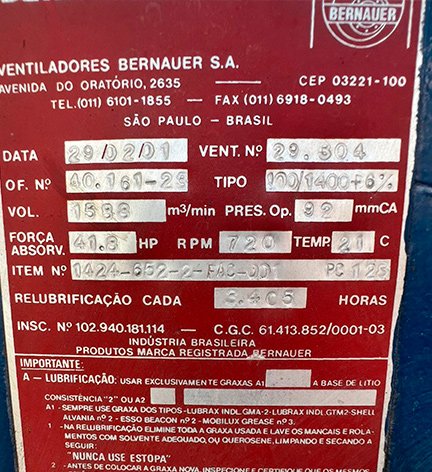 BERNAUER
VENTILADORES BERNAUER S.A.
AVENIDA DO ORATÓRIO, 2635 — CEP 03221-100
TEL.(011) 6101-1855 — FAX (011) 6918-0493
SÃO PAULO – BRASIL
DATA 29/02/01 VENT. Nº 29.504
OF. Nº 40.161-25 TIPO 100/1400+6%
VOL. 1588 m³/min PRES. Op. 92 mmCA
FORÇA ABSÓRV. 41.8 HP RPM 720 TEMP. 21 C
ITEM Nº 1424-652-2-FAC-001 PC 125
RELUBRIFICAÇÃO CADA 3.405 HORAS
INSC. Nº 102.940.181.114 – C.G.C. 61.413.852/0001-03
INDÚSTRIA BRASILEIRA
PRODUTOS MARCA REGISTRADA BERNAUER
IMPORTANTE:
A – LUBRIFICAÇÃO: USAR EXCLUSIVAMENTE GRAXAS A1 A BASE DE LITIO
CONSISTÊNCIA "2" OU A2
A1 - SEMPRE USE GRAXA DOS TIPOS - LUBRAX INDL. GMA-2 - LUBRAX INDL. GTM2 - SHELL
ALVANIA nº 2 - ESSO BEACON nº 2 - MOBILUX GREASE nº 3.
1 - NA RELUBRIFICAÇÃO ELIMINE TODA A GRAXA USADA E LAVE OS MANCAIS E ROLA-
MENTOS COM SOLVENTE ADEQUADO, OU QUEROSENE, LIMPANDO E SECANDO A
SEGUIR:
"NUNCA USE ESTOPA"
2 - ANTES DE COLOCAR A GRAXA NOVA, INSPECIONE E CERTIFIQUE QUE OS MESMOS